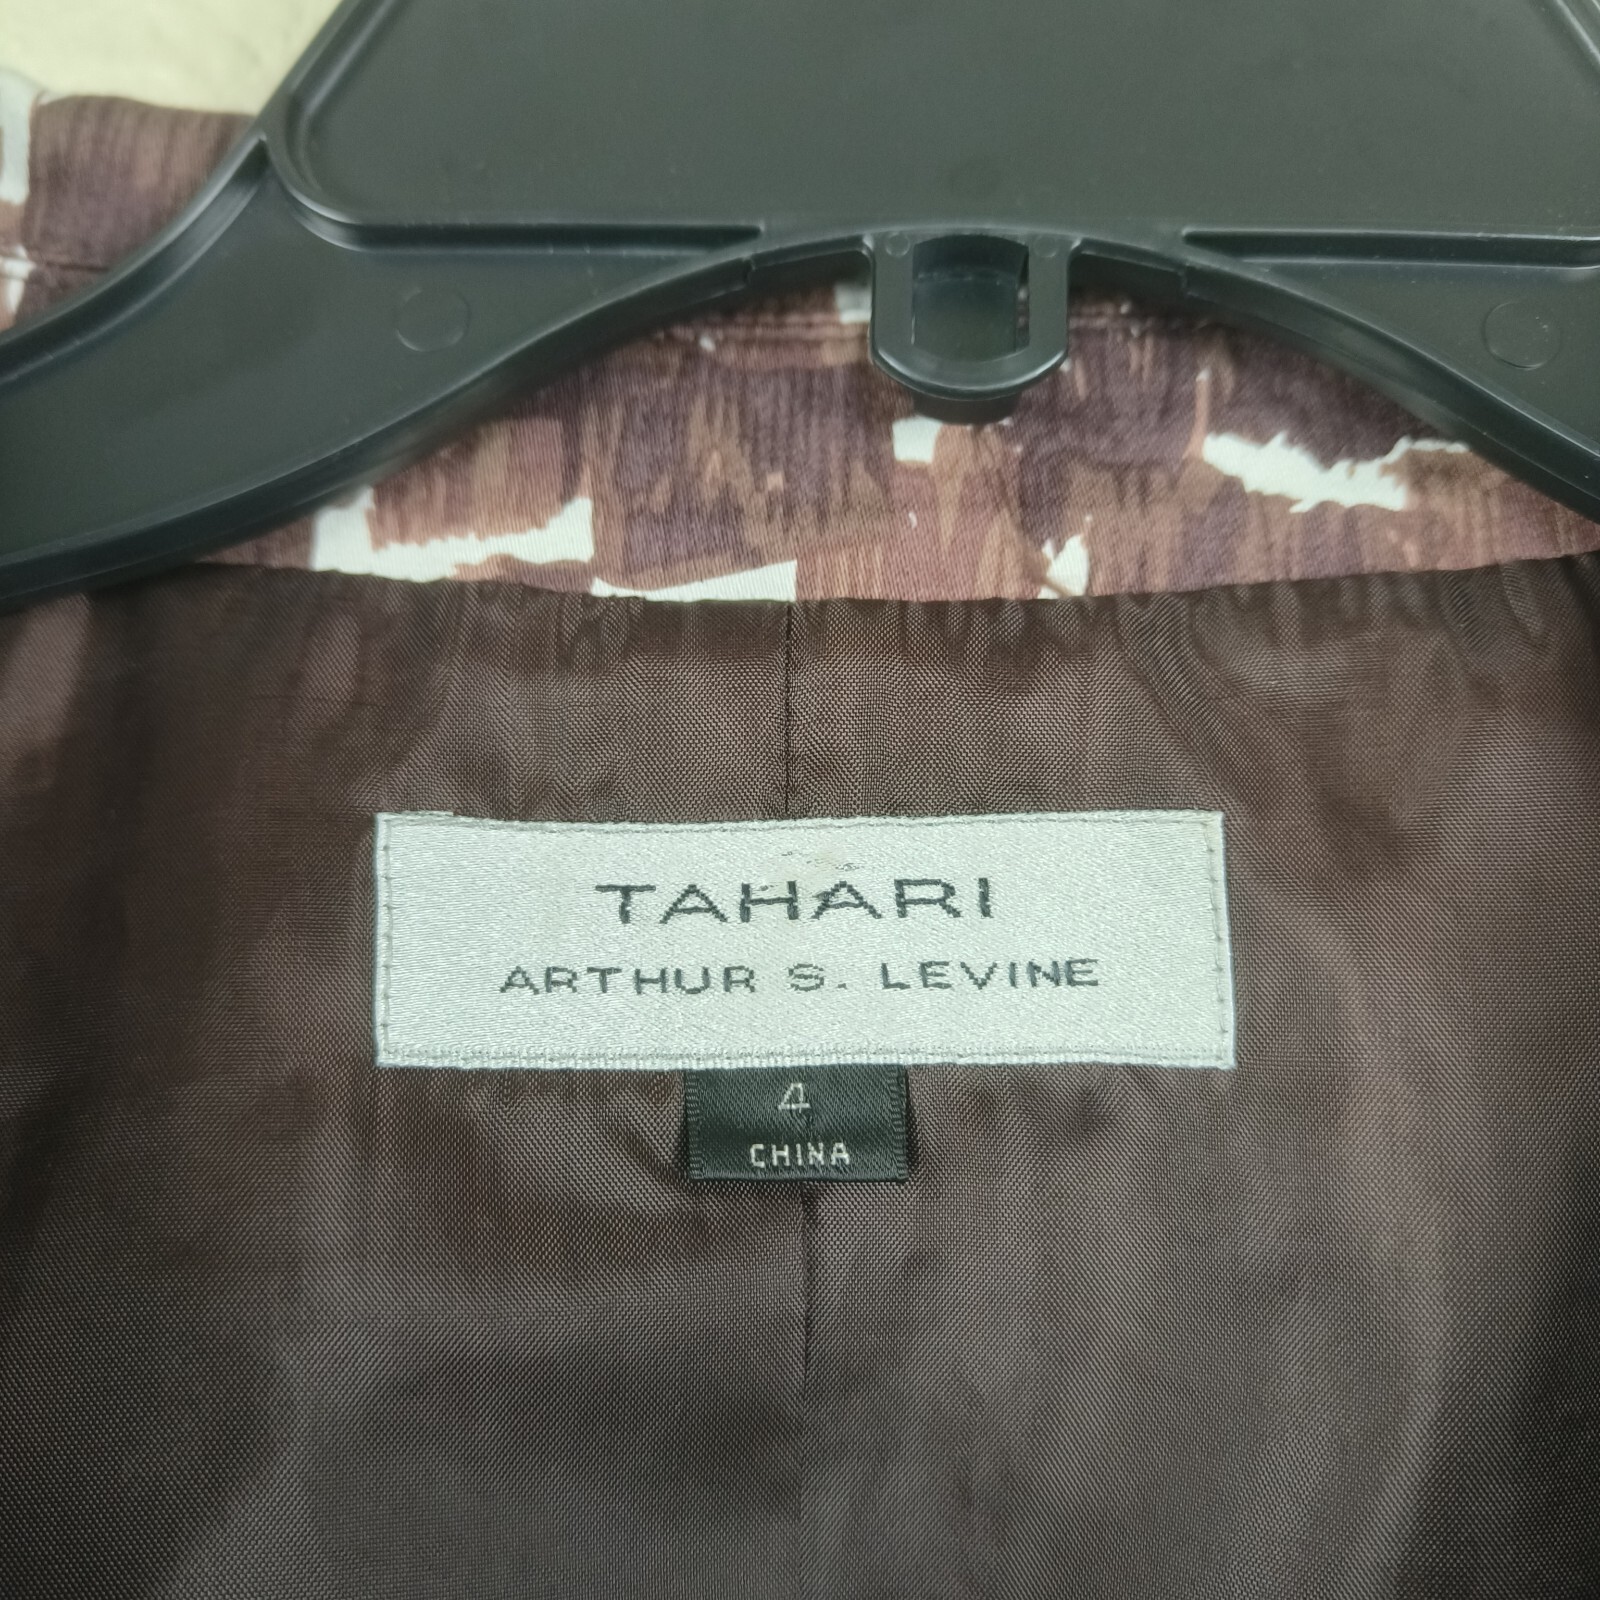 TAHARI
ARTHUR S. LEVINE
4
CHINA